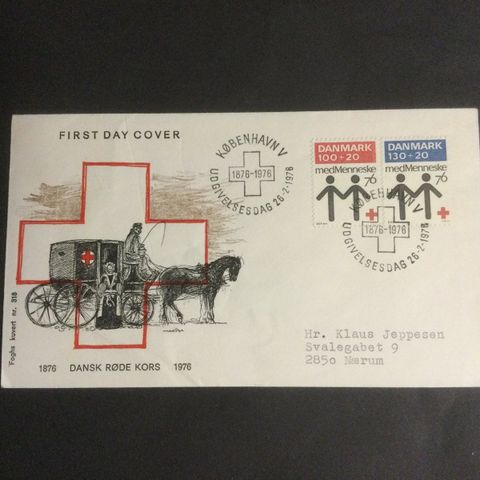 FIRST DAY COVER
KØBENHAVN V
1876-1976
UDGIVELSESDAG 26-2-1976
DANMARK
100+20
medMenneske
76
DANMARK
130+20
medMenneske
76
KØBENHAVN V
1876-1976
UDGIVELSESDAG 26-2-1976
Foghs kuvert nr. 318
1876 DANSK RØDE KORS 1976
Hr. Klaus Jeppesen
Svalegabet 9
285o Nærum